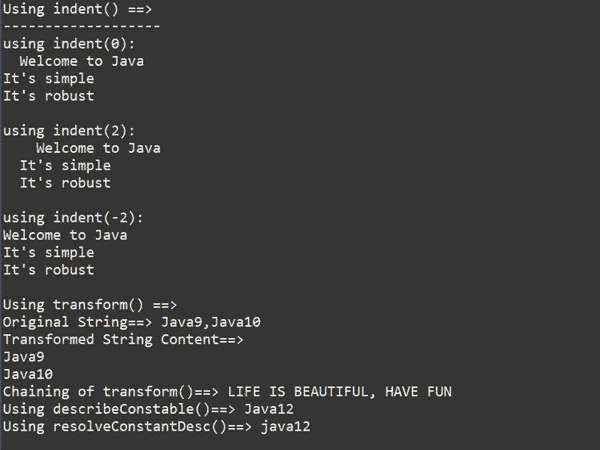 Using indent() ==>
-------------------
using indent(0):
  Welcome to Java
It's simple
It's robust

using indent(2):
    Welcome to Java
  It's simple
  It's robust

using indent(-2):
Welcome to Java
It's simple
It's robust

Using transform() ==>
Original String==> Java9,Java10
Transformed String Content==>
Java9
Java10
Chaining of transform()==> LIFE IS BEAUTIFUL, HAVE FUN
Using describeConstable()==> Java12
Using resolveConstantDesc()==> java12